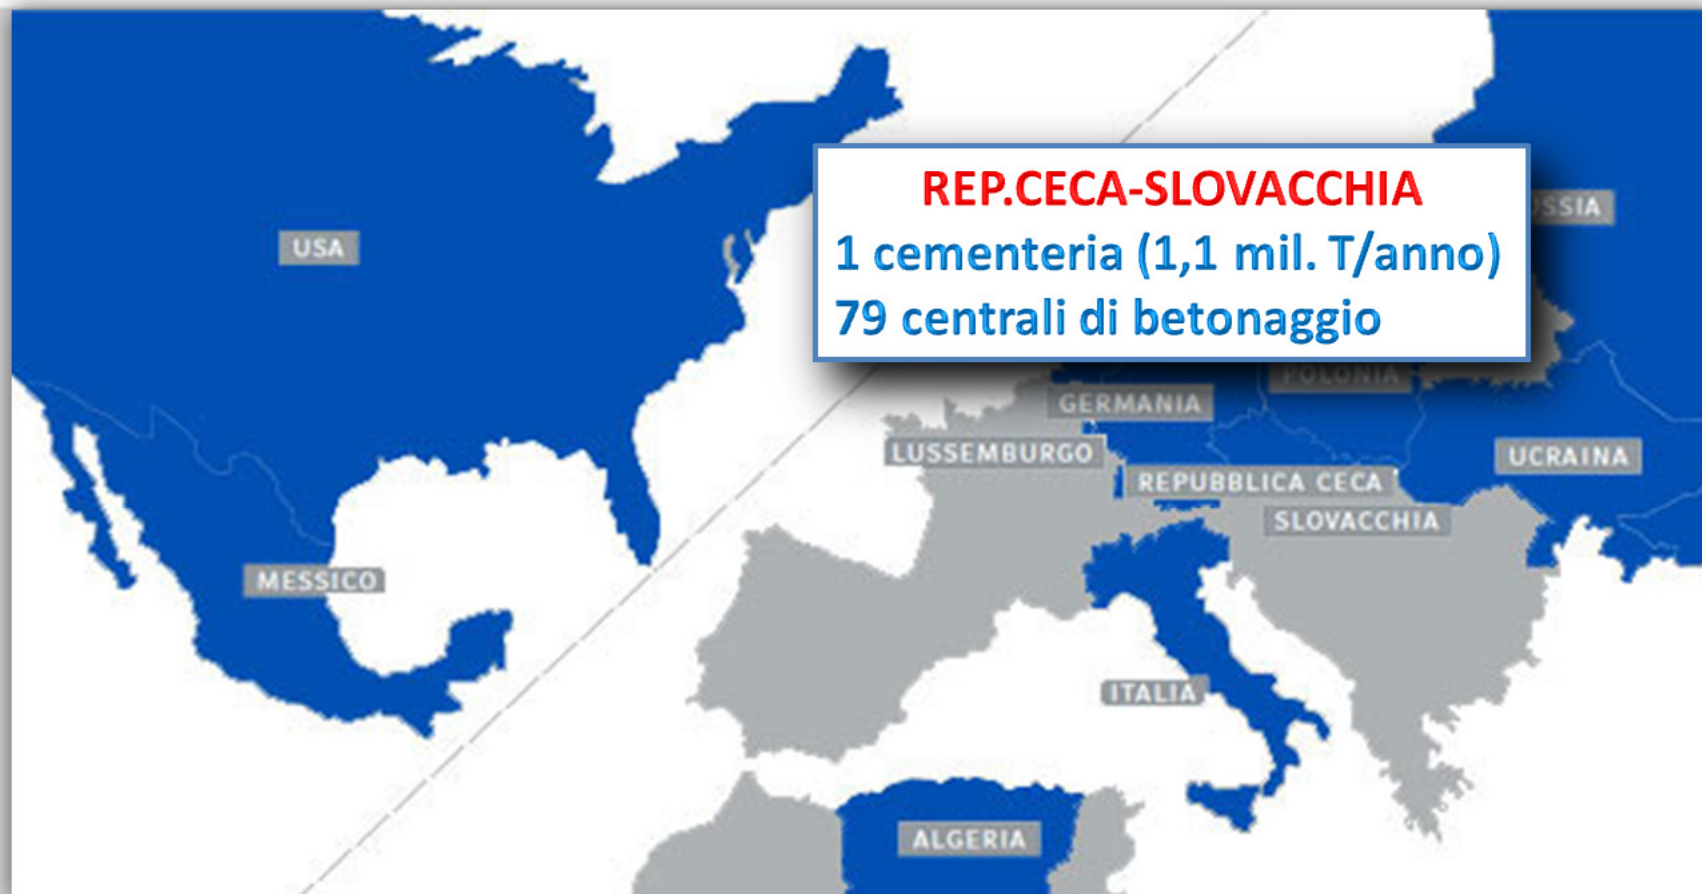 REP.CECA-SLOVACCHIA
1 cementeria (1,1 mil. T/anno)
79 centrali di betonaggio
USA
POLONIA
GERMANIA
LUSSEMBURGO
UCRAINA
REPUBBLICA CECA
SLOVACCHIA
MESSICO
ITALIA
ALGERIA